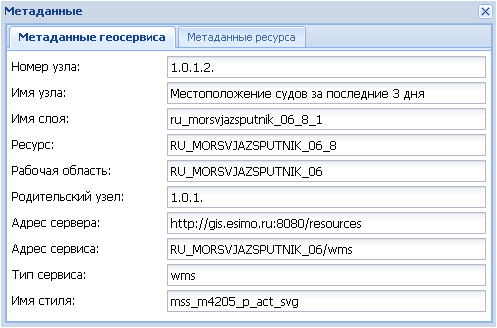 Метаданные
Метаданные геосервиса Метаданные ресурса
Номер узла: 1.0.1.2.
Имя узла: Местоположение судов за последние 3 дня
Имя слоя: ru_morsvjazsputnik_06_8_1
Ресурс: RU_MORSVJAZSPUTNIK_06_8
Рабочая область: RU_MORSVJAZSPUTNIK_06
Родительский узел: 1.0.1.
Адрес сервера: http://gis.esimo.ru:8080/resources
Адрес сервиса: RU_MORSVJAZSPUTNIK_06/wms
Тип сервиса: wms
Имя стиля: mss_m4205_p_act_svg